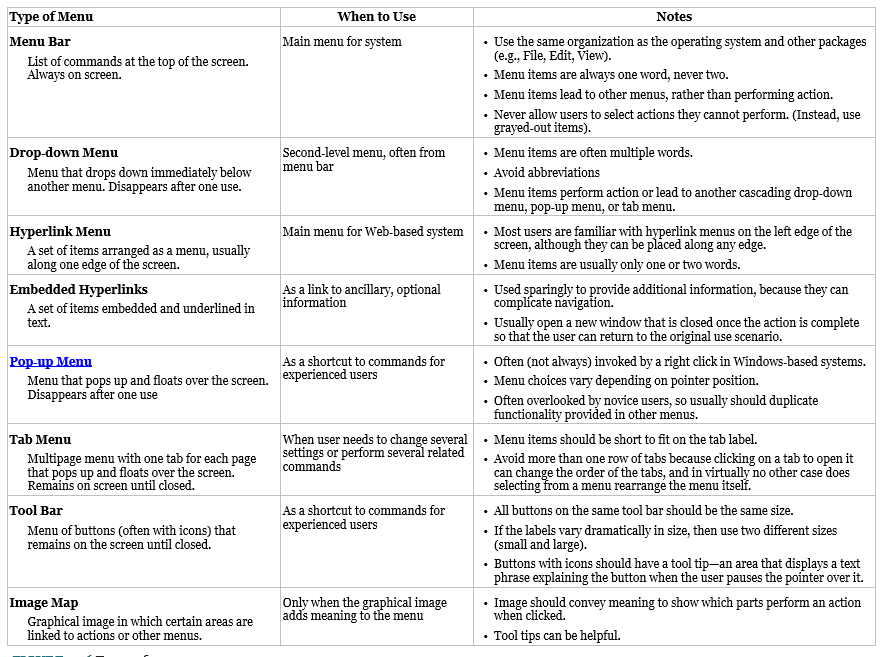 Type of Menu When to Use Notes
Menu Bar
List of commands at the top of the screen.
Always on screen.
Main menu for system
• Use the same organization as the operating system and other packages
(e.g., File, Edit, View).
• Menu items are always one word, never two.
• Menu items lead to other menus, rather than performing action.
• Never allow users to select actions they cannot perform. (Instead, use
grayed-out items).
Drop-down Menu
Menu that drops down immediately below
another menu. Disappears after one use.
Second-level menu, often from
menu bar
• Menu items are often multiple words.
• Avoid abbreviations
• Menu items perform action or lead to another cascading drop-down
menu, pop-up menu, or tab menu.
Hyperlink Menu
A set of items arranged as a menu, usually
along one edge of the screen.
Main menu for Web-based system
• Most users are familiar with hyperlink menus on the left edge of the
screen, although they can be placed along any edge.
• Menu items are usually only one or two words.
Embedded Hyperlinks
A set of items embedded and underlined in
text.
As a link to ancillary, optional
information
• Used sparingly to provide additional information, because they can
complicate navigation.
• Usually open a new window that is closed once the action is complete
so that the user can return to the original use scenario.
Pop-up Menu
Menu that pops up and floats over the screen.
Disappears after one use
As a shortcut to commands for
experienced users
• Often (not always) invoked by a right click in Windows-based systems.
• Menu choices vary depending on pointer position.
• Often overlooked by novice users, so usually should duplicate
functionality provided in other menus.
Tab Menu
Multipage menu with one tab for each page
that pops up and floats over the screen.
Remains on screen until closed.
When user needs to change several
settings or perform several related
commands
• Menu items should be short to fit on the tab label.
• Avoid more than one row of tabs because clicking on a tab to open it
can change the order of the tabs, and in virtually no other case does
selecting from a menu rearrange the menu itself.
Tool Bar
Menu of buttons (often with icons) that
remains on the screen until closed.
As a shortcut to commands for
experienced users
• All buttons on the same tool bar should be the same size.
• If the labels vary dramatically in size, then use two different sizes
(small and large).
• Buttons with icons should have a tool tip—an area that displays a text
phrase explaining the button when the user pauses the pointer over it.
Image Map
Graphical image in which certain areas are
linked to actions or other menus.
Only when the graphical image
adds meaning to the menu
• Image should convey meaning to show which parts perform an action
when clicked.
• Tool tips can be helpful.